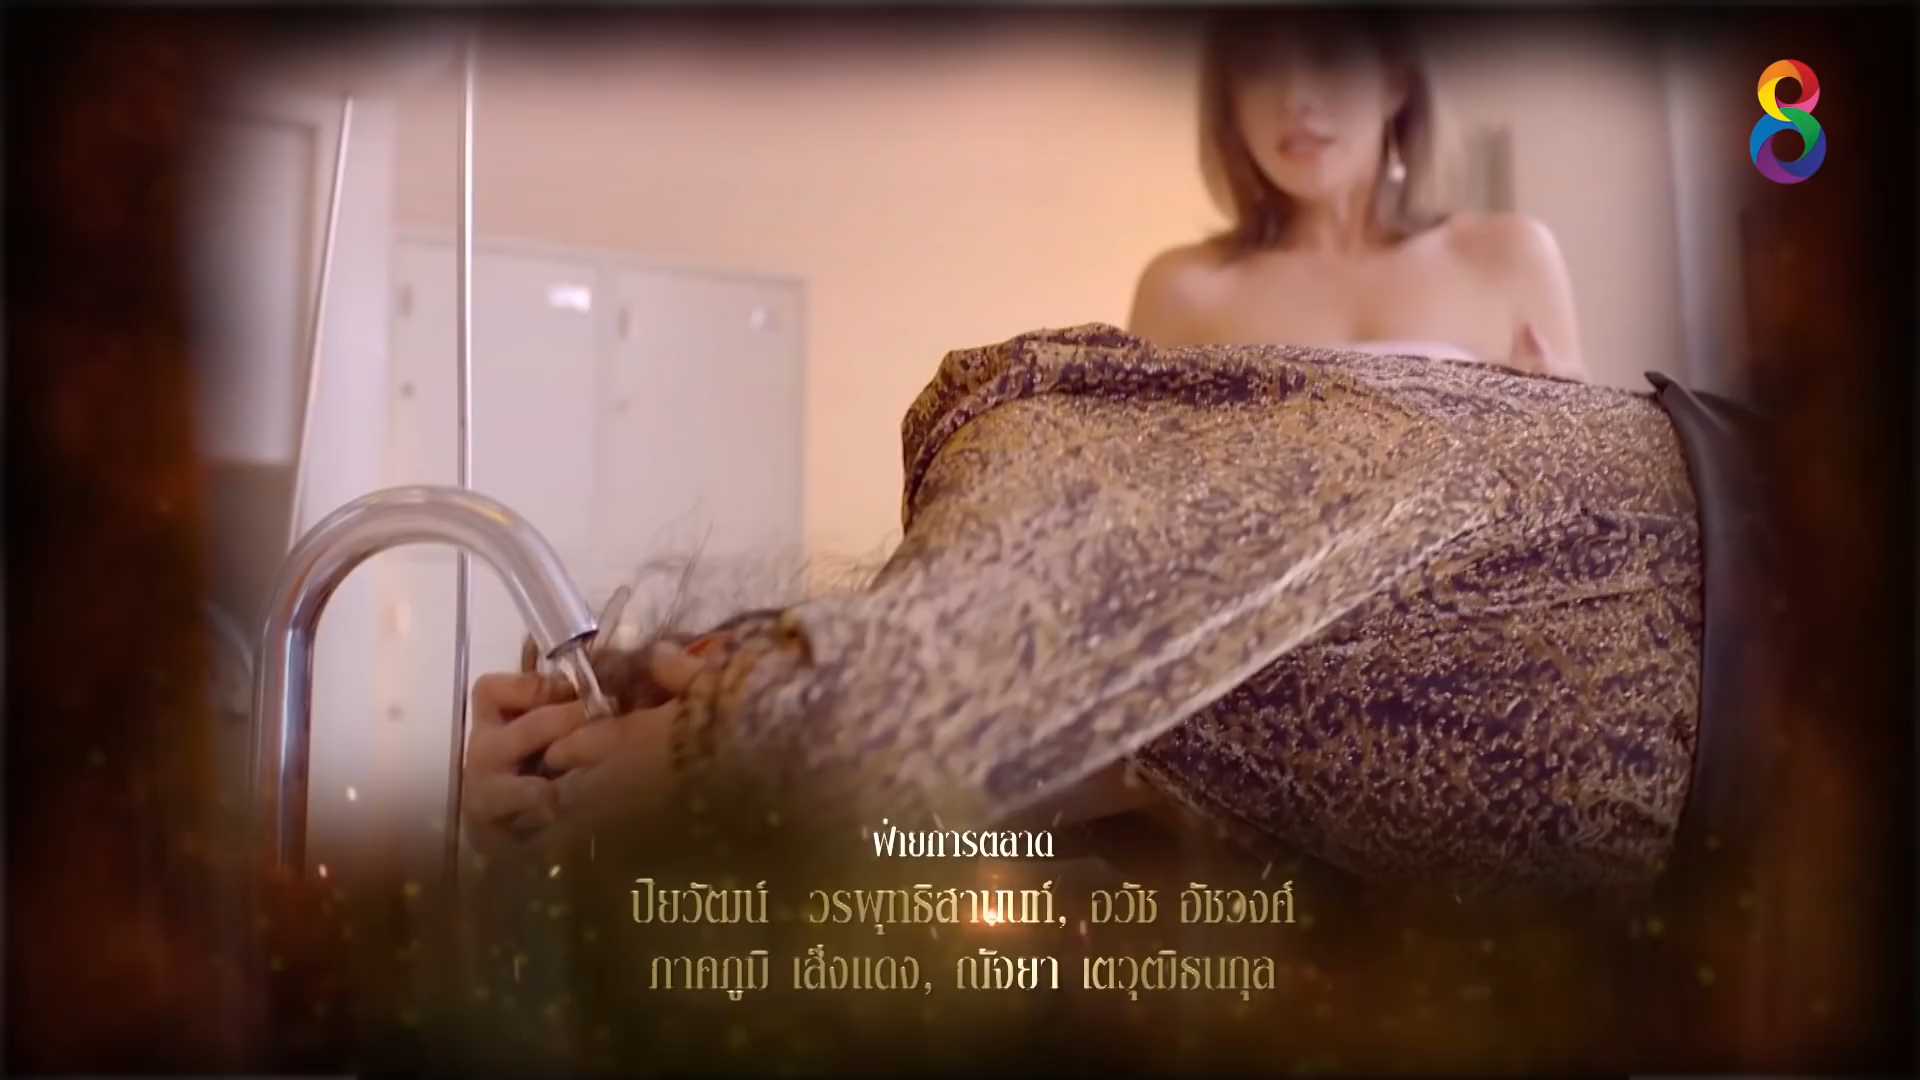 8
ฝ่ายการตลาด
ปิยวัฒน์ วรพุทธิสานนท์, อวัช อัชวงศ์
ภาคภูมิ เส็งแดง, ณัจยา เตวุฒิธนกุล